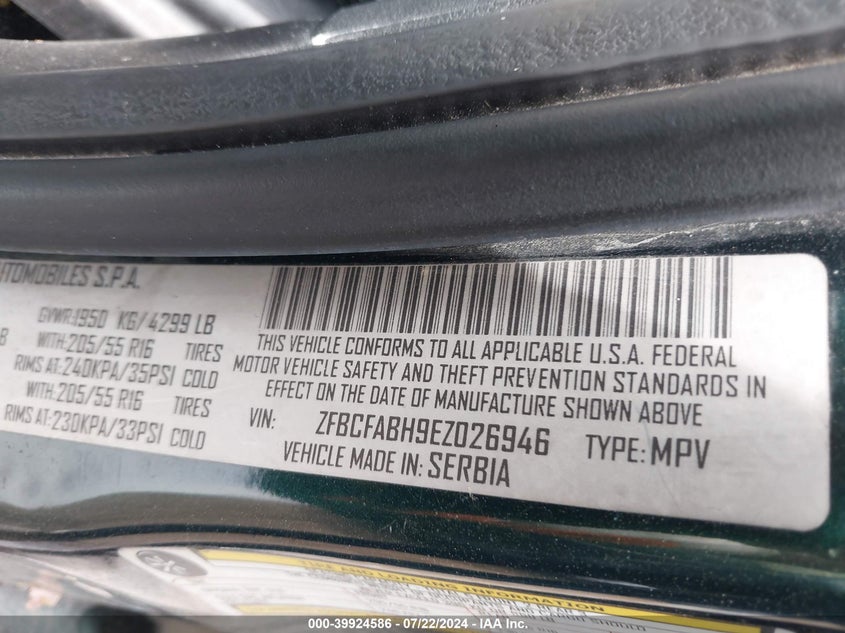 UTOMOBILES S.P.A.
GVWR:1950 KG/4299 LB
B WITH:205/55 R16 TIRES
RIMS AT:240KPA/35PSI COLD
WITH:205/55 R16 TIRES
RIMS AT:230KPA/33PSI COLD
THIS VEHICLE CONFORMS TO ALL APPLICABLE U.S.A. FEDERAL
MOTOR VEHICLE SAFETY AND THEFT PREVENTION STANDARDS IN
EFFECT ON THE DATE OF MANUFACTURE SHOWN ABOVE
VIN: ZFBCFABH9EZ026946 TYPE:MPV
VEHICLE MADE IN: SERBIA
AND LOADING INFORMATION
000-39924586 - 07/22/2024 - IAA Inc.